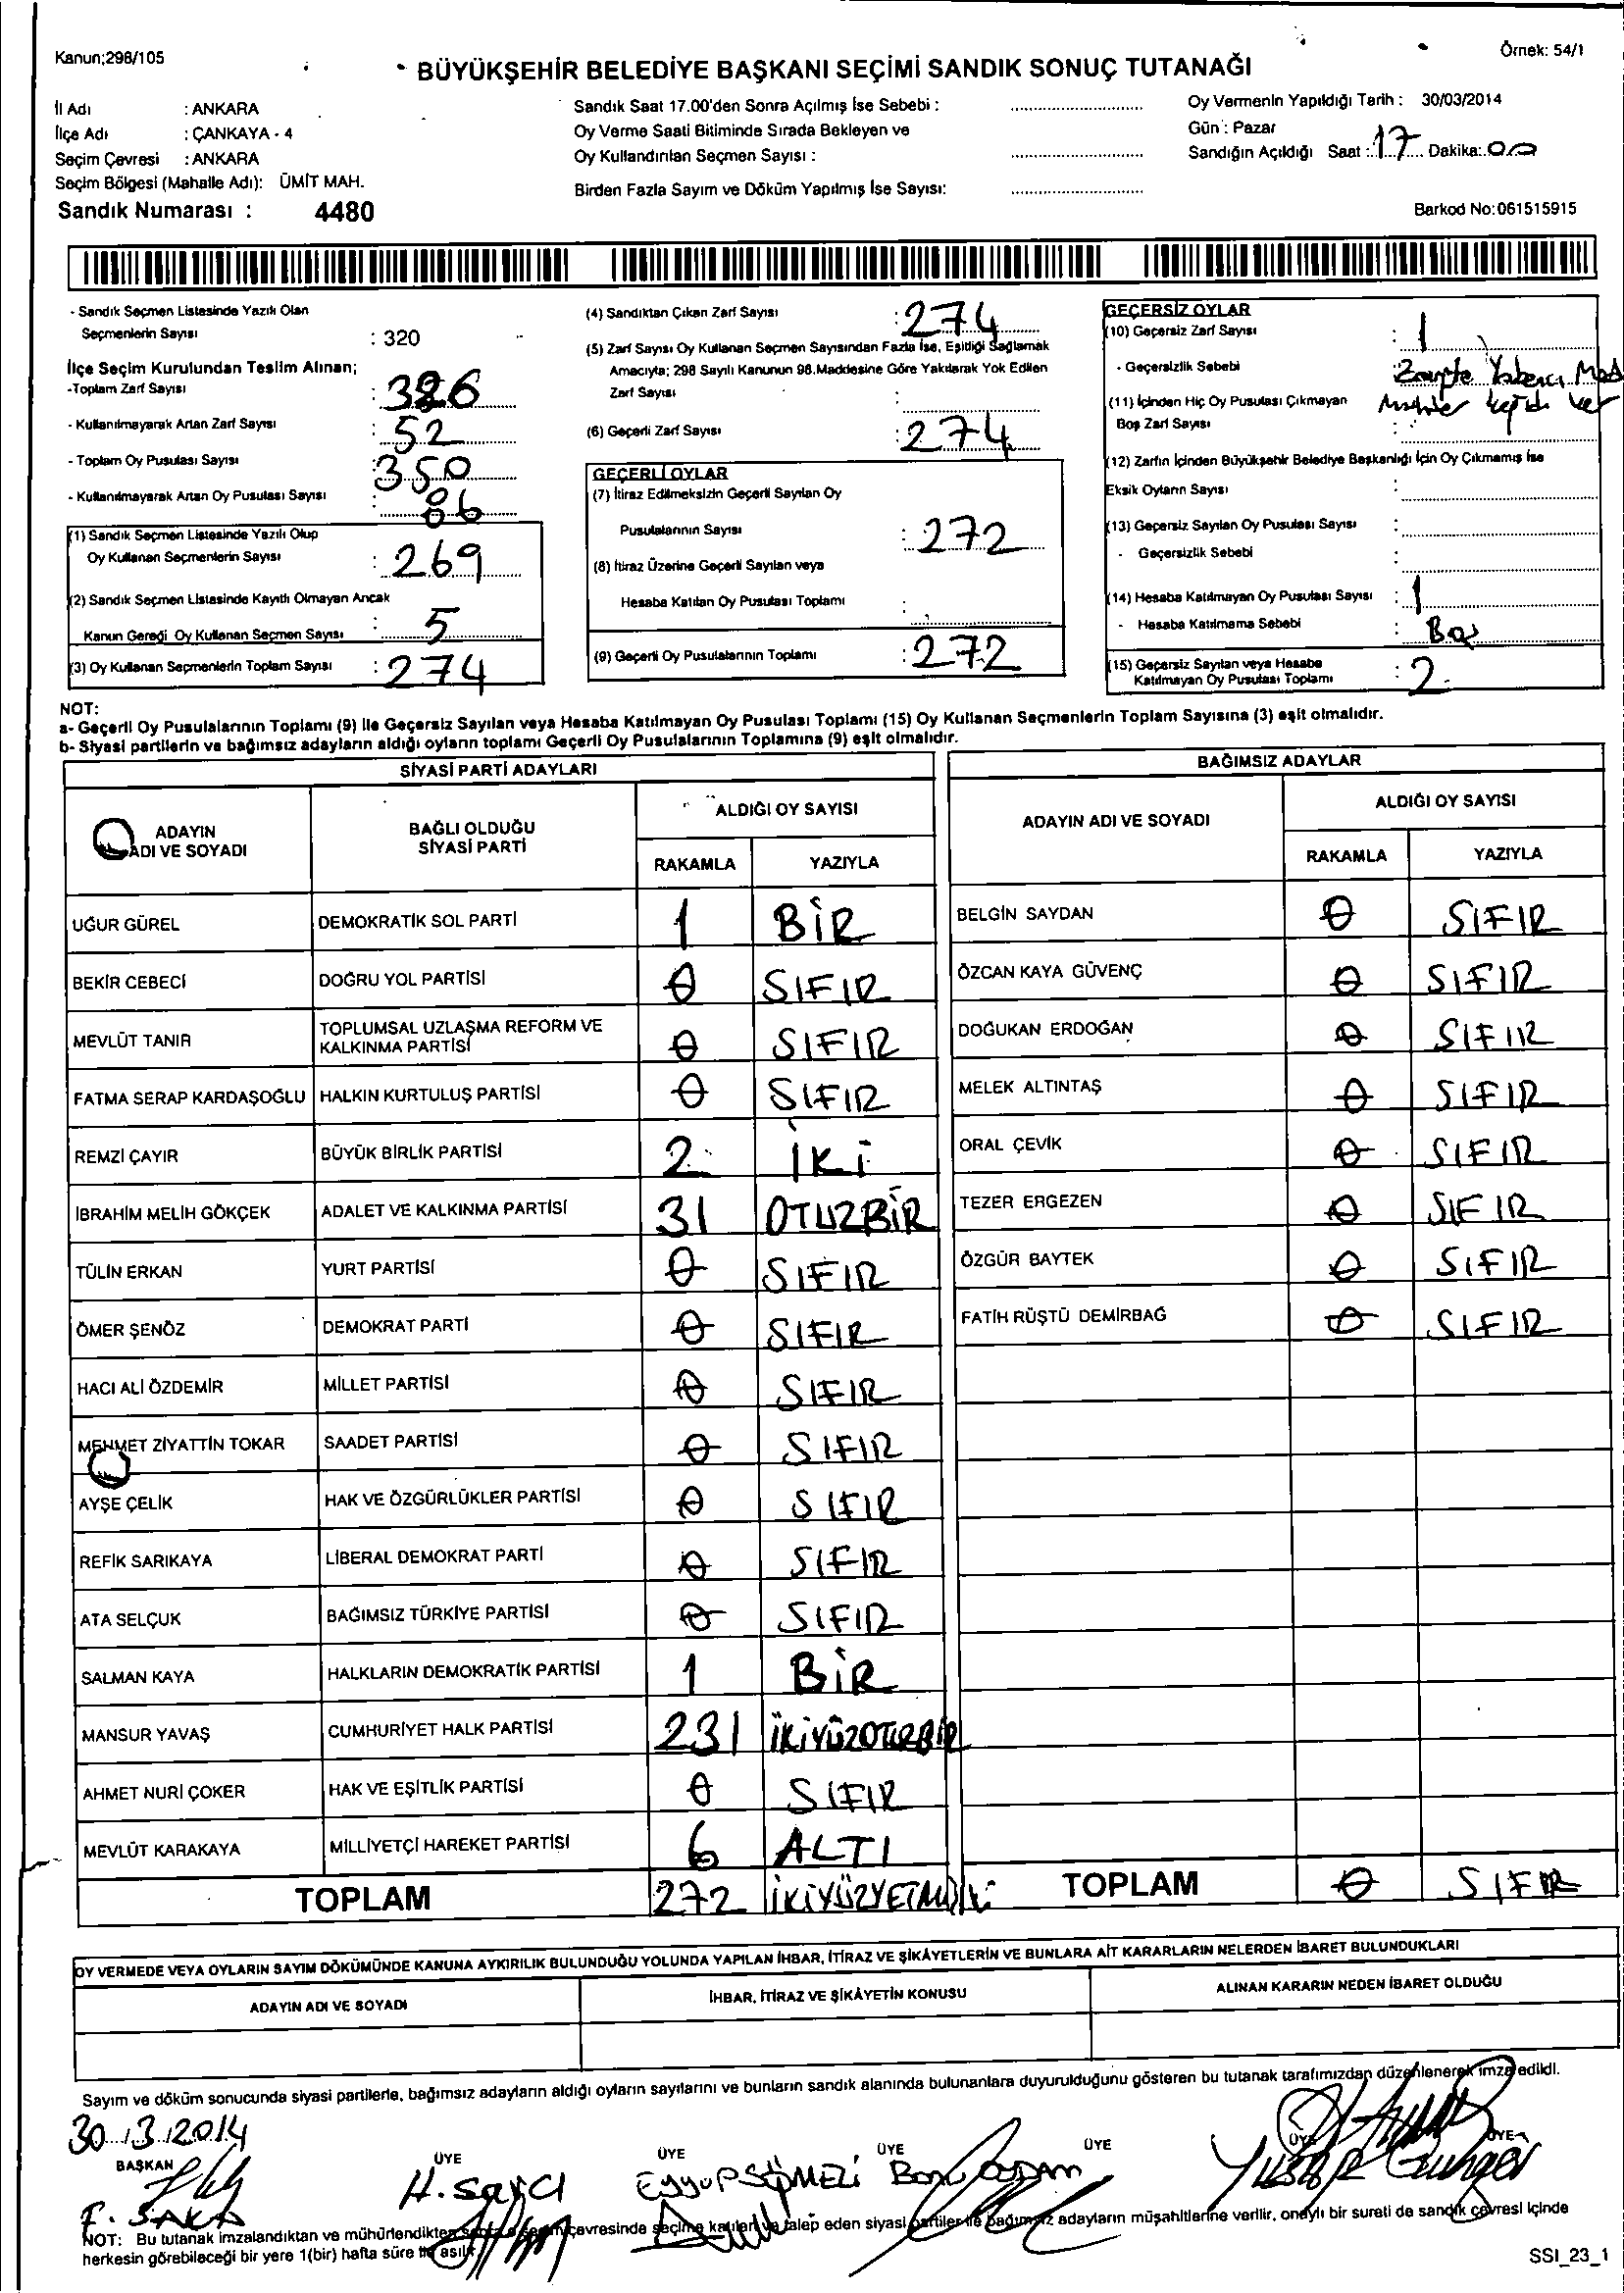 Kanun;298/105
Örnek: 54/1
BÜYÜKŞEHİR BELEDİYE BAŞKANI SEÇİMİ SANDIK SONUÇ TUTANAĞI
İl Adı : ANKARA
İlçe Adı : ÇANKAYA - 4
Seçim Çevresi : ANKARA
Seçim Bölgesi (Mahalle Adı): ÜMİT MAH.
Sandık Numarası : 4480
Sandık Saat 17.00'den Sonra Açılmış İse Sebebi :
Oy Verme Saati Bitiminde Sırada Bekleyen ve
Oy Kullandırılan Seçmen Sayısı :
Birden Fazla Sayım ve Döküm Yapılmış İse Sayısı:
Oy Vermenin Yapıldığı Tarih : 30/03/2014
Gün : Pazar
Sandığın Açıldığı Saat : 17 Dakika: 00
Barkod No:061515915
- Sandık Seçmen Listesinde Yazılı Olan
Seçmenlerin Sayısı : 320
İlçe Seçim Kurulundan Teslim Alınan;
-Toplam Zarf Sayısı : 326
- Kullanılmayarak Artan Zarf Sayısı : 52
- Toplam Oy Pusulası Sayısı : 350
- Kullanılmayarak Artan Oy Pusulası Sayısı : 86
(1) Sandık Seçmen Listesinde Yazılı Olup
Oy Kullanan Seçmenlerin Sayısı : 269
(2) Sandık Seçmen Listesinde Kayıtlı Olmayan Ancak
Kanun Gereği Oy Kullanan Seçmen Sayısı : 5
(3) Oy Kullanan Seçmenlerin Toplam Sayısı : 274
(4) Sandıktan Çıkan Zarf Sayısı : 274
(5) Zarf Sayısı Oy Kullanan Seçmen Sayısından Fazla İse, Eşitliği Sağlamak
Amacıyla; 298 Sayılı Kanunun 98.Maddesine Göre Yakılarak Yok Edilen
Zarf Sayısı :
(6) Geçerli Zarf Sayısı : 274
GEÇERLİ OYLAR
(7) İtiraz Edilmeksizin Geçerli Sayılan Oy
Pusulalarının Sayısı : 272
(8) İtiraz Üzerine Geçerli Sayılan veya
Hesaba Katılan Oy Pusulası Toplamı :
(9) Geçerli Oy Pusulalarının Toplamı : 272
GEÇERSİZ OYLAR
(10) Geçersiz Zarf Sayısı : 1
- Geçersizlik Sebebi : Yabancı
(11) İçinden Hiç Oy Pusulası Çıkmayan
Boş Zarf Sayısı :
(12) Zarfın İçinden Büyükşehir Belediye Başkanlığı İçin Oy Çıkmamış İse
Eksik Oyların Sayısı :
(13) Geçersiz Sayılan Oy Pusulası Sayısı :
- Geçersizlik Sebebi :
(14) Hesaba Katılmayan Oy Pusulası Sayısı : 1
- Hesaba Katılmama Sebebi : Boş
(15) Geçersiz Sayılan veya Hesaba
Katılmayan Oy Pusulası Toplamı : 2
NOT:
a- Geçerli Oy Pusulalarının Toplamı (9) ile Geçersiz Sayılan veya Hesaba Katılmayan Oy Pusulası Toplamı (15) Oy Kullanan Seçmenlerin Toplam Sayısına (3) eşit olmalıdır.
b- Siyasi partilerin ve bağımsız adayların aldığı oyların toplamı Geçerli Oy Pusulalarının Toplamına (9) eşit olmalıdır.
SİYASİ PARTİ ADAYLARI
ADAYIN ADI VE SOYADI BAĞLI OLDUĞU SİYASİ PARTİ ALDIĞI OY SAYISI
RAKAMLA YAZIYLA
UĞUR GÜREL DEMOKRATİK SOL PARTİ 1 BİR
BEKİR CEBECİ DOĞRU YOL PARTİSİ 0 SIFIR
MEVLÜT TANIR TOPLUMSAL UZLAŞMA REFORM VE KALKINMA PARTİSİ 0 SIFIR
FATMA SERAP KARDAŞOĞLU HALKIN KURTULUŞ PARTİSİ 0 SIFIR
REMZİ ÇAYIR BÜYÜK BİRLİK PARTİSİ 2 İKİ
İBRAHİM MELİH GÖKÇEK ADALET VE KALKINMA PARTİSİ 31 OTUZBİR
TÜLİN ERKAN YURT PARTİSİ 0 SIFIR
ÖMER ŞENÖZ DEMOKRAT PARTİ 0 SIFIR
HACI ALİ ÖZDEMİR MİLLET PARTİSİ 0 SIFIR
MEHMET ZİYATTİN TOKAR SAADET PARTİSİ 0 SIFIR
AYŞE ÇELİK HAK VE ÖZGÜRLÜKLER PARTİSİ 0 SIFIR
REFİK SARIKAYA LİBERAL DEMOKRAT PARTİ 0 SIFIR
ATA SELÇUK BAĞIMSIZ TÜRKİYE PARTİSİ 0 SIFIR
SALMAN KAYA HALKLARIN DEMOKRATİK PARTİSİ 1 BİR
MANSUR YAVAŞ CUMHURİYET HALK PARTİSİ 231 İKİYÜZOTUZBİR
AHMET NURİ ÇOKER HAK VE EŞİTLİK PARTİSİ 0 SIFIR
MEVLÜT KARAKAYA MİLLİYETÇİ HAREKET PARTİSİ 6 ALTI
TOPLAM 272 İKİYÜZYETMİŞİKİ
BAĞIMSIZ ADAYLAR
ADAYIN ADI VE SOYADI ALDIĞI OY SAYISI
RAKAMLA YAZIYLA
BELGİN SAYDAN 0 SIFIR
ÖZCAN KAYA GÜVENÇ 0 SIFIR
DOĞUKAN ERDOĞAN 0 SIFIR
MELEK ALTINTAŞ 0 SIFIR
ORAL ÇEVİK 0 SIFIR
TEZER ERGEZEN 0 SIFIR
ÖZGÜR BAYTEK 0 SIFIR
FATİH RÜŞTÜ DEMİRBAĞ 0 SIFIR
TOPLAM 0 SIFIR
OY VERMEDE VEYA OYLARIN SAYIM DÖKÜMÜNDE KANUNA AYKIRILIK BULUNDUĞU YOLUNDA YAPILAN İHBAR, İTİRAZ VE ŞİKÂYETLERİN VE BUNLARA AİT KARARLARIN NELERDEN İBARET BULUNDUKLARI
ADAYIN ADI VE SOYADI İHBAR, İTİRAZ VE ŞİKÂYETİN KONUSU ALINAN KARARIN NEDEN İBARET OLDUĞU
Sayım ve döküm sonucunda siyasi partilerle, bağımsız adayların aldığı oyların sayılarını ve bunların sandık alanında bulunanlara duyurulduğunu gösteren bu tutanak tarafımızdan düzenlenerek imza edildi.
30.13.12014
BAŞKAN ÜYE ÜYE ÜYE ÜYE ÜYE ÜYE
F. SAKA H. sarcı EyyUP
NOT: Bu tutanak imzalandıktan ve mühürlendikten sonra o seçim çevresinde seçime katılan ve talep eden siyasi partiler ile bağımsız adayların müşahitlerine verilir, onaylı bir sureti de sandık çevresi içinde
herkesin görebileceği bir yere 1(bir) hafta süre ile asılır.
SSI_23_1